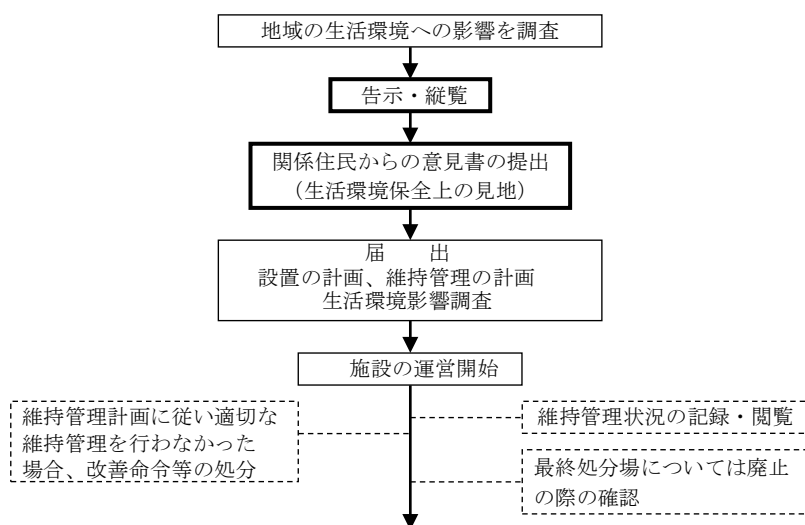 地域の生活環境への影響を調査
告示・縦覧
関係住民からの意見書の提出
(生活環境保全上の見地)
届　　出
設置の計画、維持管理の計画
生活環境影響調査
施設の運営開始
維持管理計画に従い適切な
維持管理を行わなかった
場合、改善命令等の処分
維持管理状況の記録・閲覧
最終処分場については廃止
の際の確認